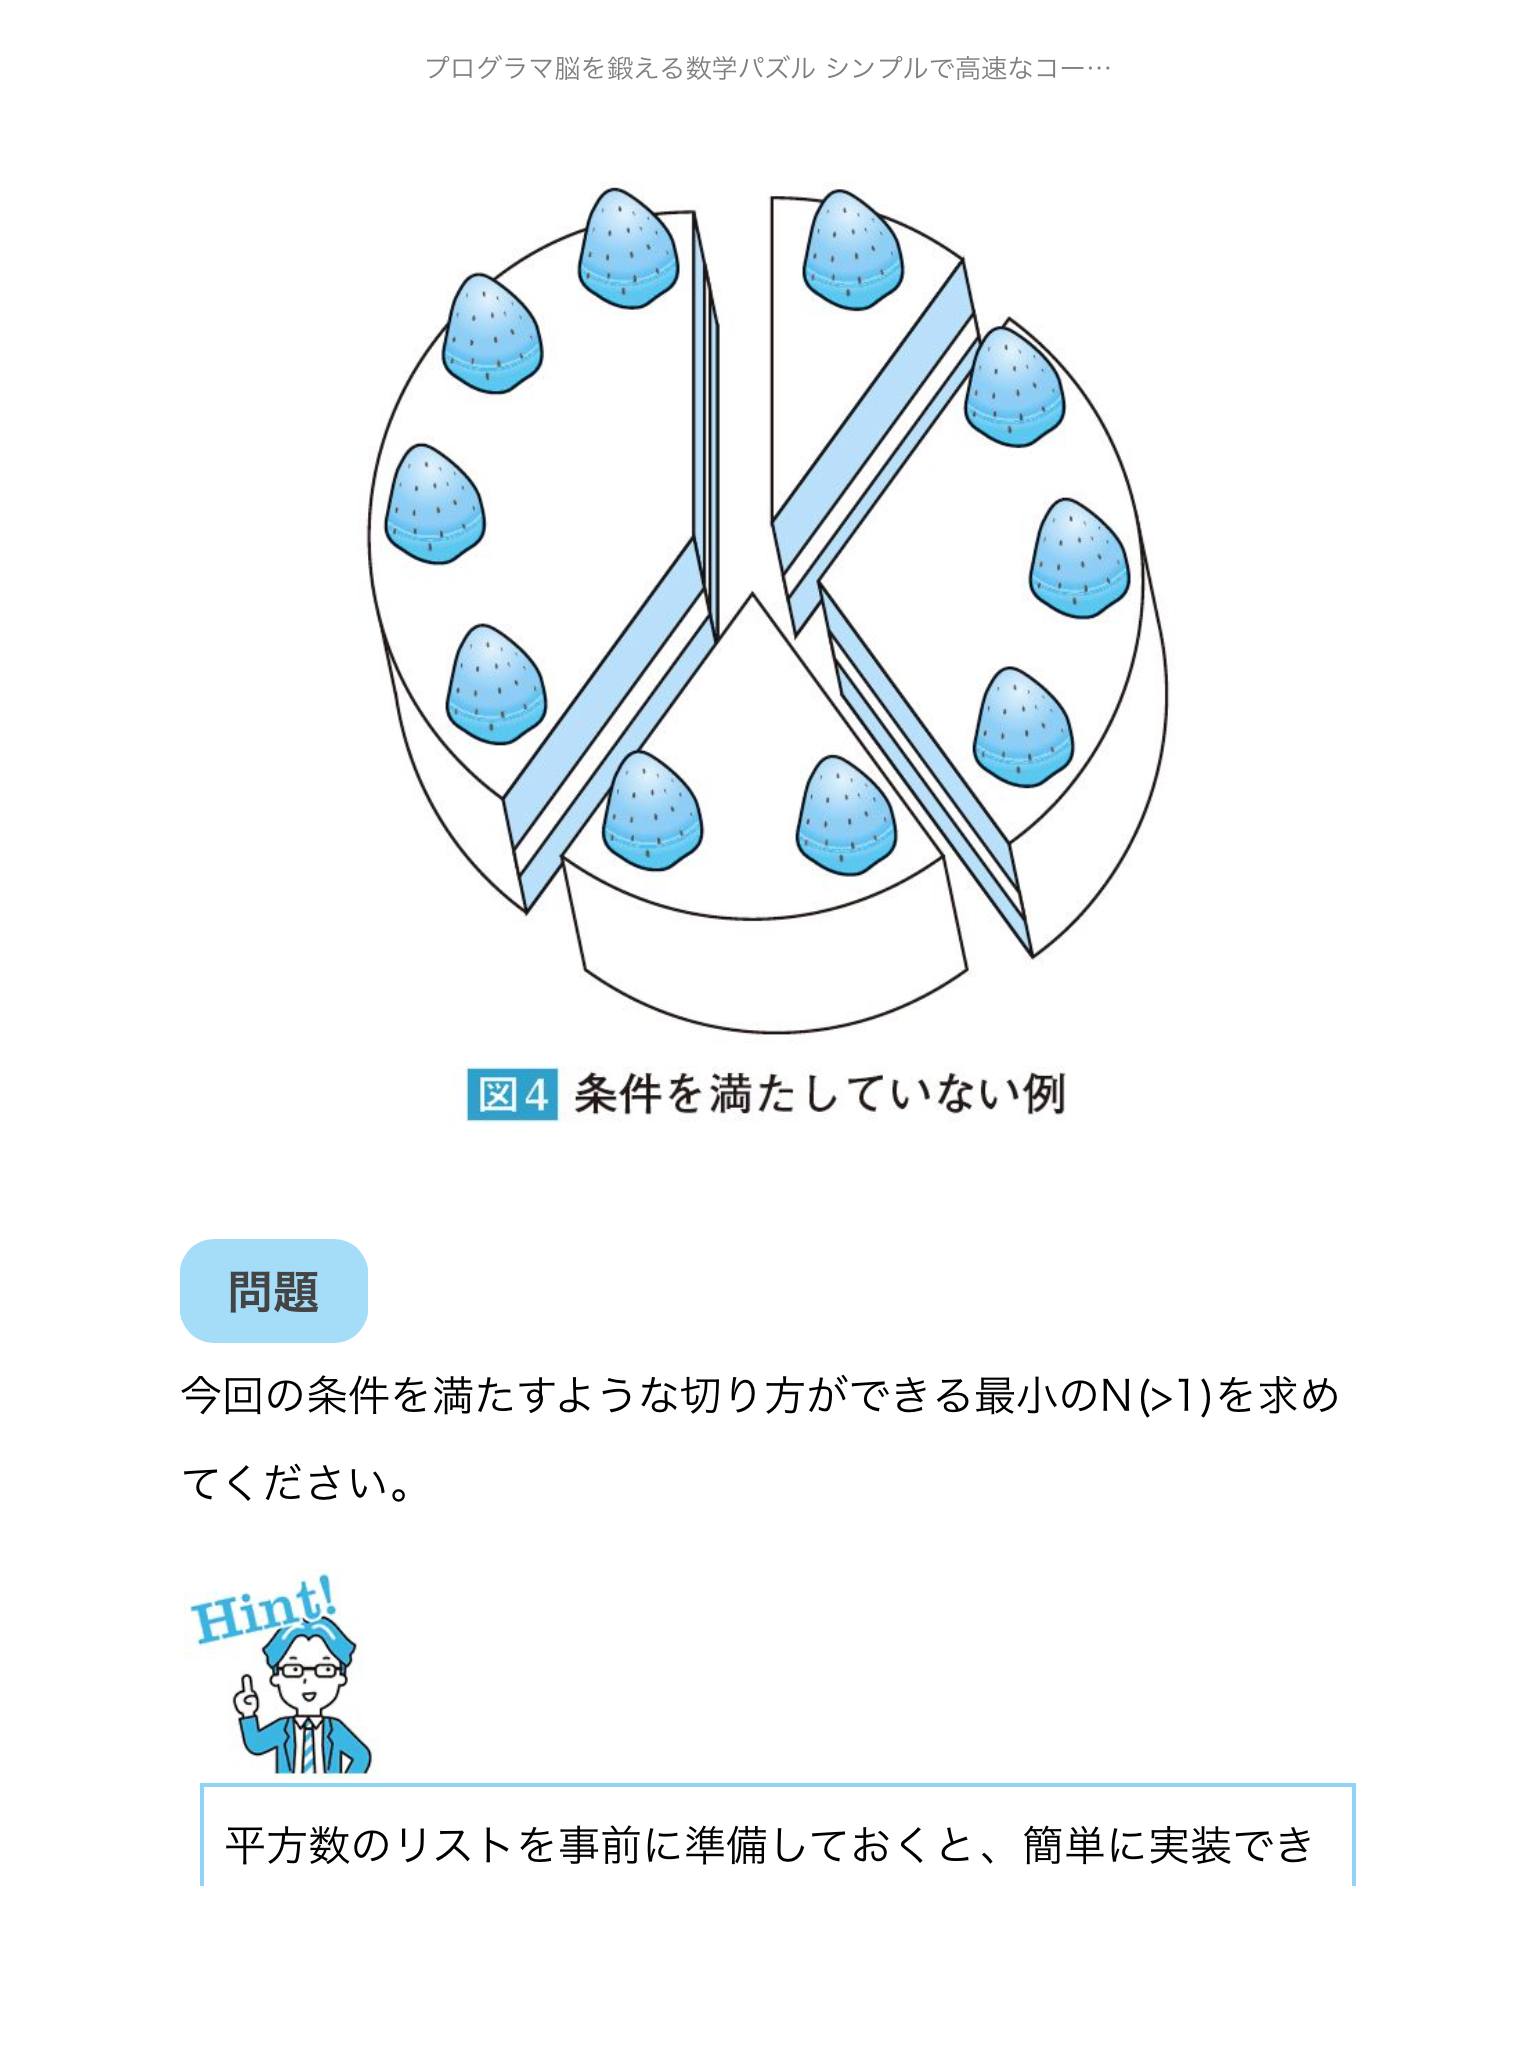 プログラマ脳を鍛える数学パズル シンプルで高速なコー…
図4 条件を満たしていない例
問題
今回の条件を満たすような切り方ができる最小のN(>1)を求め
てください。
Hint!
平方数のリストを事前に準備しておくと、簡単に実装でき